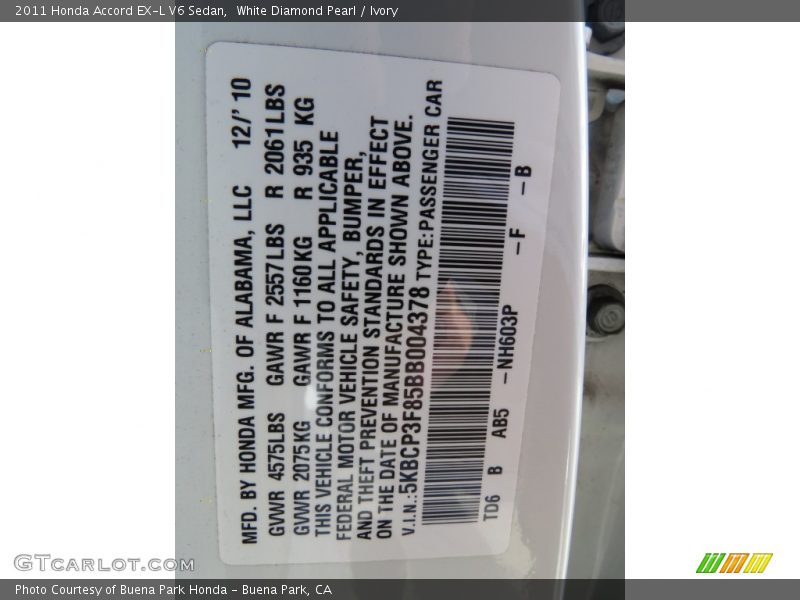 2011 Honda Accord EX-L V6 Sedan,  White Diamond Pearl / Ivory
MFD. BY HONDA MFG. OF ALABAMA, LLC 12/' 10
GVWR 4575LBS GAWR F 2557LBS R 2061LBS
GVWR 2075KG GAWR F 1160KG R 935 KG
THIS VEHICLE CONFORMS TO ALL APPLICABLE
FEDERAL MOTOR VEHICLE SAFETY, BUMPER,
AND THEFT PREVENTION STANDARDS IN EFFECT
ON THE DATE OF MANUFACTURE SHOWN ABOVE.
V.I.N.:5KBCP3F85BB004378 TYPE:PASSENGER CAR
TD6 B AB5 -NH603P -F -B
GTCARLOT.COM
Photo Courtesy of Buena Park Honda - Buena Park, CA